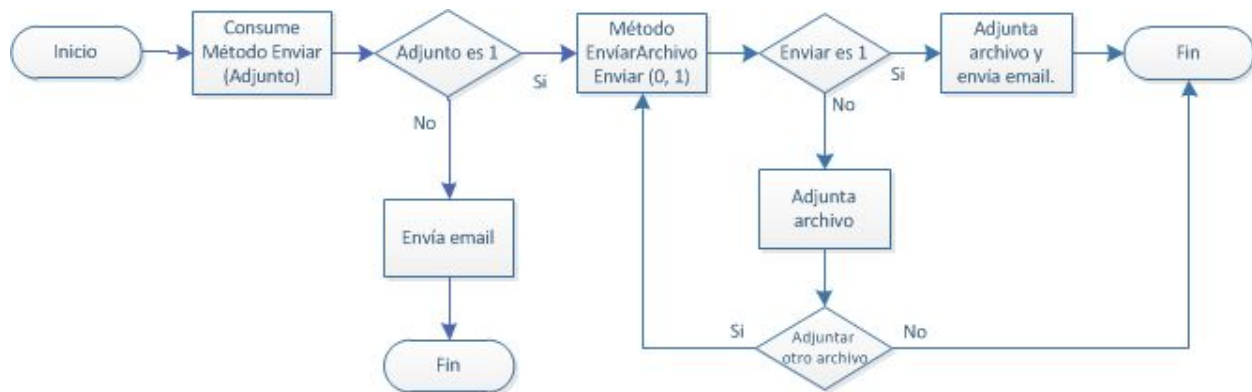 Inicio
Consume
Método Enviar
(Adjunto)
Adjunto es 1
Si
No
Envía email
Fin
Método
EnvíarArchivo
Enviar (0, 1)
Enviar es 1
Si
No
Adjunta
archivo y
envía email.
Fin
Adjunta
archivo
Adjuntar
otro archivo
Si
No